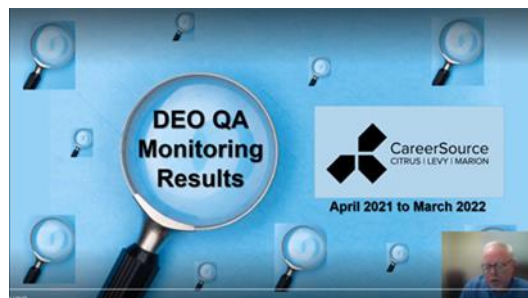 DEO QA
Monitoring
Results
CareerSource
CITRUS | LEVY | MARION
April 2021 to March 2022